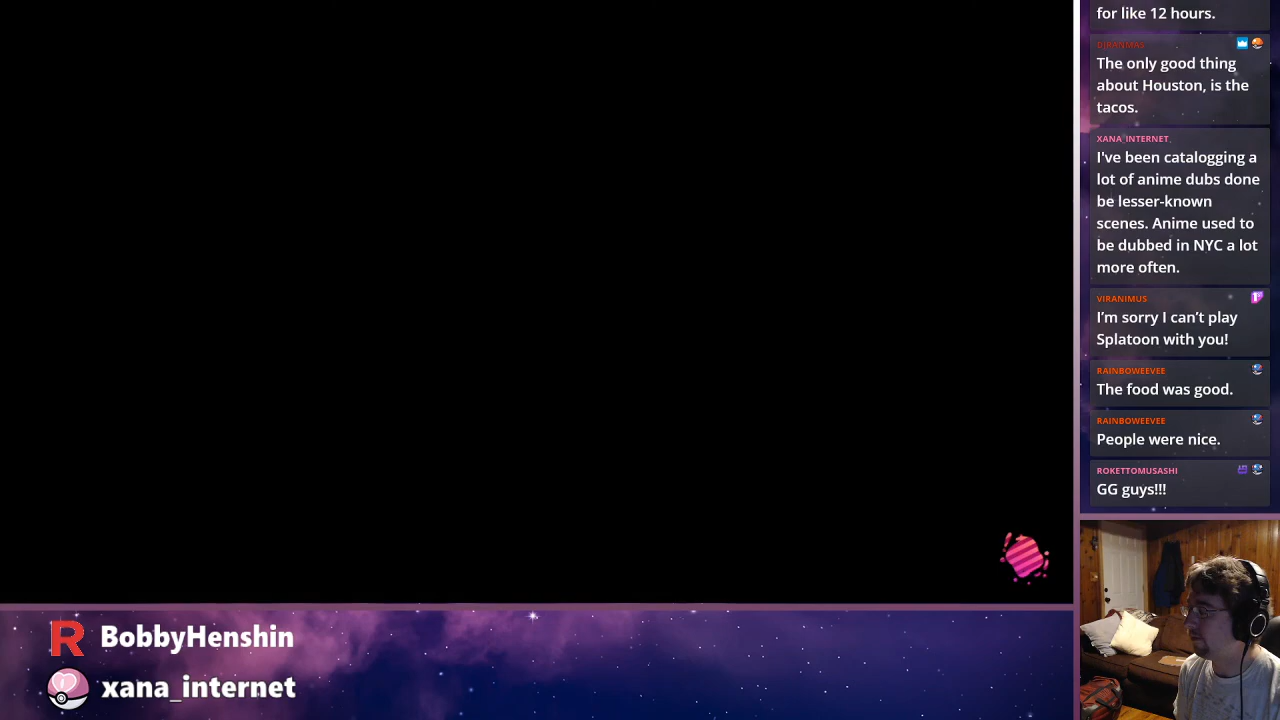 for like 12 hours.
DJRANMAS
The only good thing
about Houston, is the
tacos.
XANA_INTERNET
I've been catalogging a
lot of anime dubs done
be lesser-known
scenes. Anime used to
be dubbed in NYC a lot
more often.
VIRANIMUS
I'm sorry I can't play
Splatoon with you!
RAINBOWEEVEE
The food was good.
RAINBOWEEVEE
People were nice.
ROKETTOMUSASHI
GG guys!!!
R BobbyHenshin
xana_internet